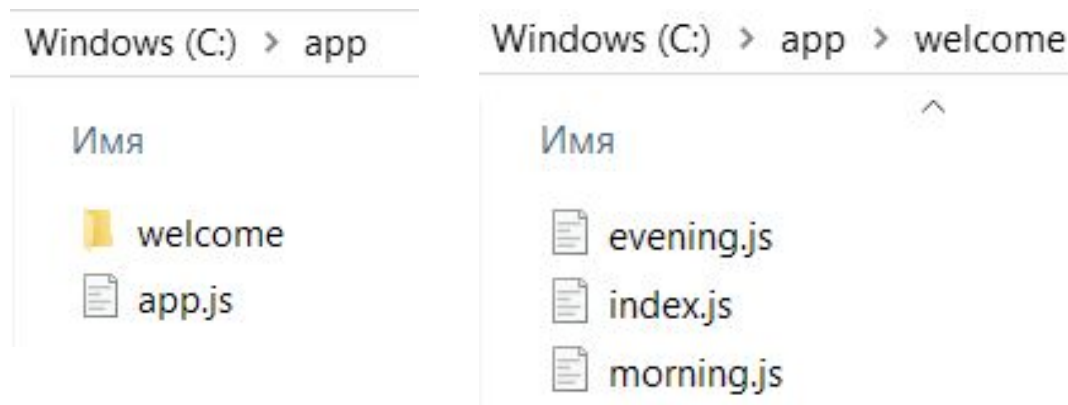 Windows (C:) > app
Имя
welcome
app.js
Windows (C:) > app > welcome
Имя
evening.js
index.js
morning.js